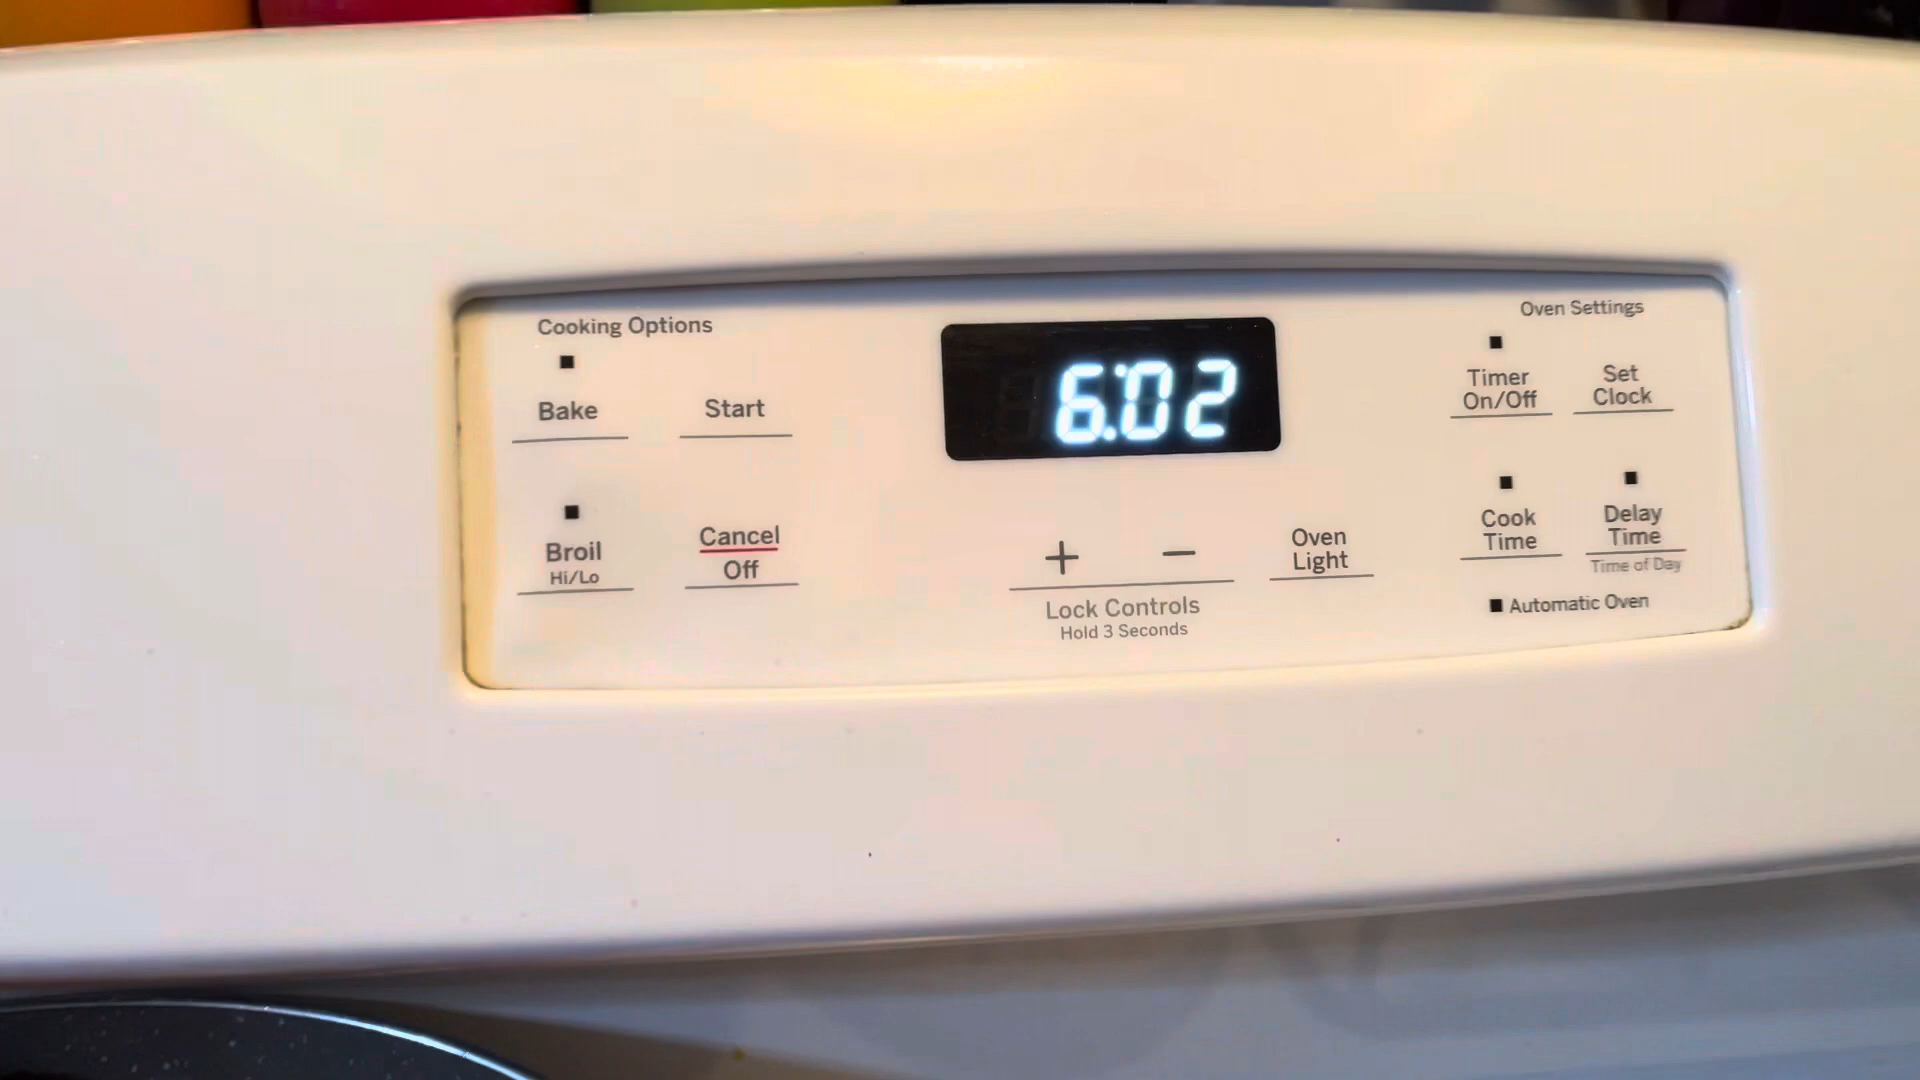 Cooking Options
Bake
Start
Broil
Hi/Lo
Cancel
Off
6:02
+ −
Lock Controls
Hold 3 Seconds
Oven
Light
Oven Settings
Timer
On/Off
Set
Clock
Cook
Time
Delay
Time
Time of Day
Automatic Oven